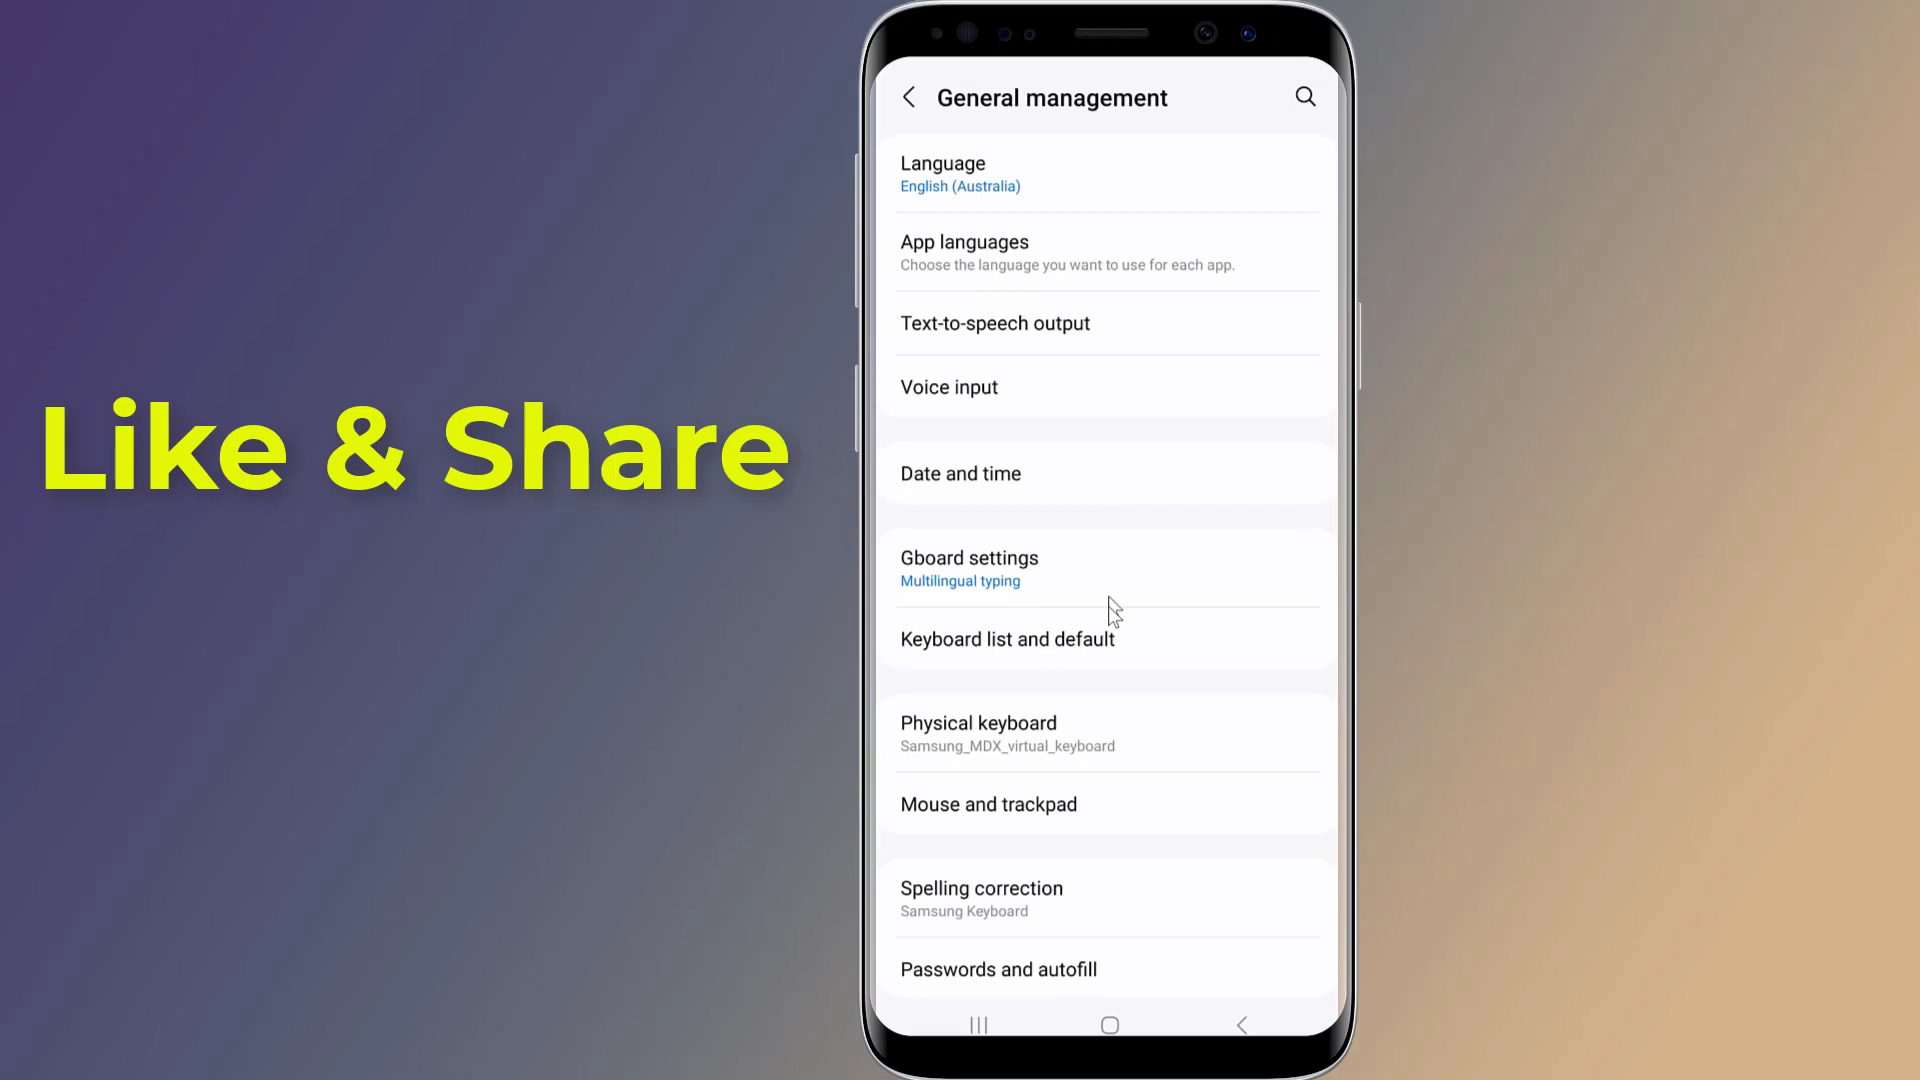 Like & Share
General management
Language
English (Australia)
App languages
Choose the language you want to use for each app.
Text-to-speech output
Voice input
Date and time
Gboard settings
Multilingual typing
Keyboard list and default
Physical keyboard
Samsung_MDX_virtual_keyboard
Mouse and trackpad
Spelling correction
Samsung Keyboard
Passwords and autofill